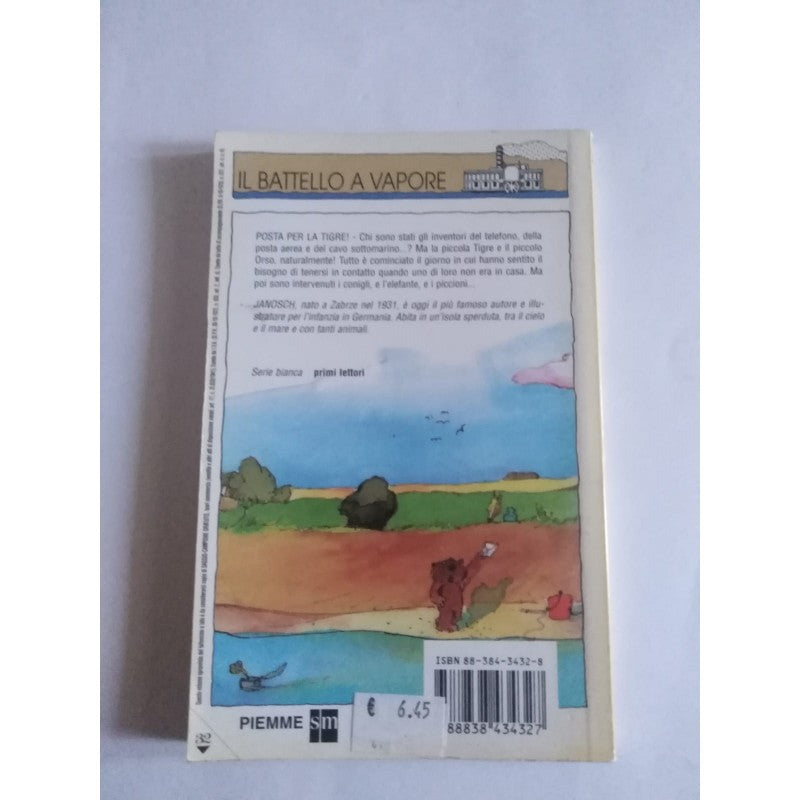 IL BATTELLO A VAPORE
POSTA PER LA TIGRE! - Chi sono stati gli inventori del telefono, della
posta aerea e del cavo sottomarino...? Ma la piccola Tigre e il piccolo
Orso, naturalmente! Tutto è cominciato il giorno in cui hanno sentito il
bisogno di tenersi in contatto quando uno di loro non era in casa. Ma
poi sono intervenuti i conigli, e l'elefante, e i piccioni...
JANOSCH, nato a Zabrze nel 1931, è oggi il più famoso autore e illu-
stratore per l'infanzia in Germania. Abita in un'isola sperduta, tra il cielo
e il mare e con tanti animali.
Serie bianca primi lettori
ISBN 88-384-3432-8
PIEMME sm
€ 6.45
88838 434327